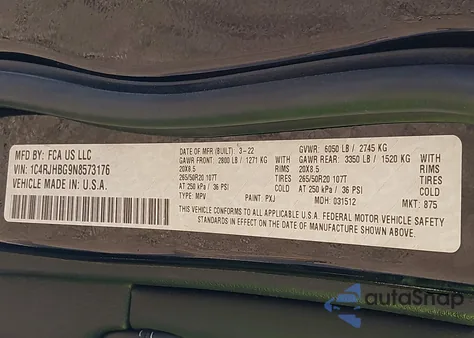 MFD BY: FCA US LLC
VIN: 1C4RJHBG9N8573176
VEHICLE MADE IN: U.S.A.
DATE OF MFR (BUILT): 3-22 GVWR: 6050 LB / 2745 KG
GAWR FRONT: 2800 LB / 1271 KG GAWR REAR: 3350 LB / 1520 KG
20X8.5 RIMS 20X8.5 RIMS
265/50R20 107T TIRES 265/50R20 107T TIRES
AT 250 kPa / 36 PSI COLD AT 250 kPa / 36 PSI COLD
TYPE: MPV PAINT: PXJ MDH: 031512 MKT: 875
THIS VEHICLE CONFORMS TO ALL APPLICABLE U.S.A. FEDERAL MOTOR VEHICLE SAFETY
STANDARDS IN EFFECT ON THE DATE OF MANUFACTURE SHOWN ABOVE.
autoSnap